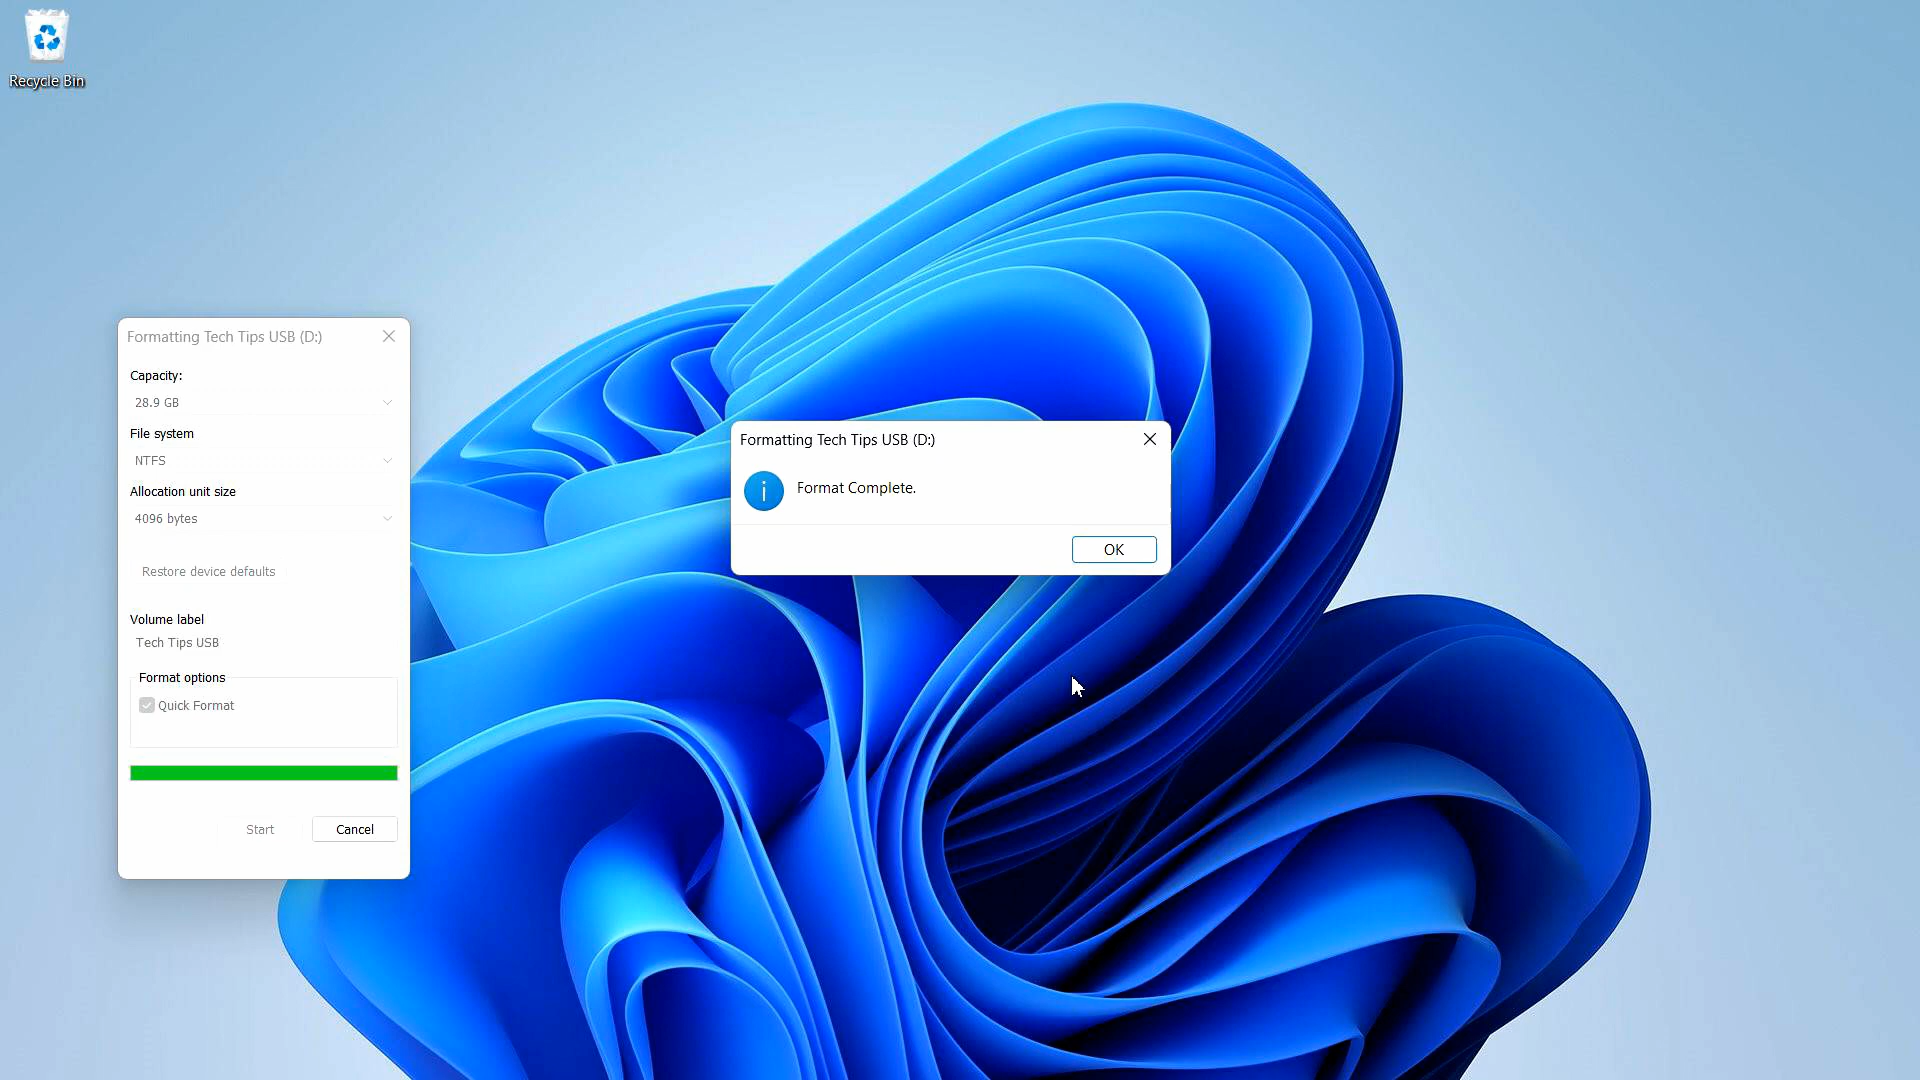 Recycle Bin
Formatting Tech Tips USB (D:)
Capacity:
28.9 GB
File system
NTFS
Allocation unit size
4096 bytes
Restore device defaults
Volume label
Tech Tips USB
Format options
Quick Format
Start
Cancel
Formatting Tech Tips USB (D:)
Format Complete.
OK